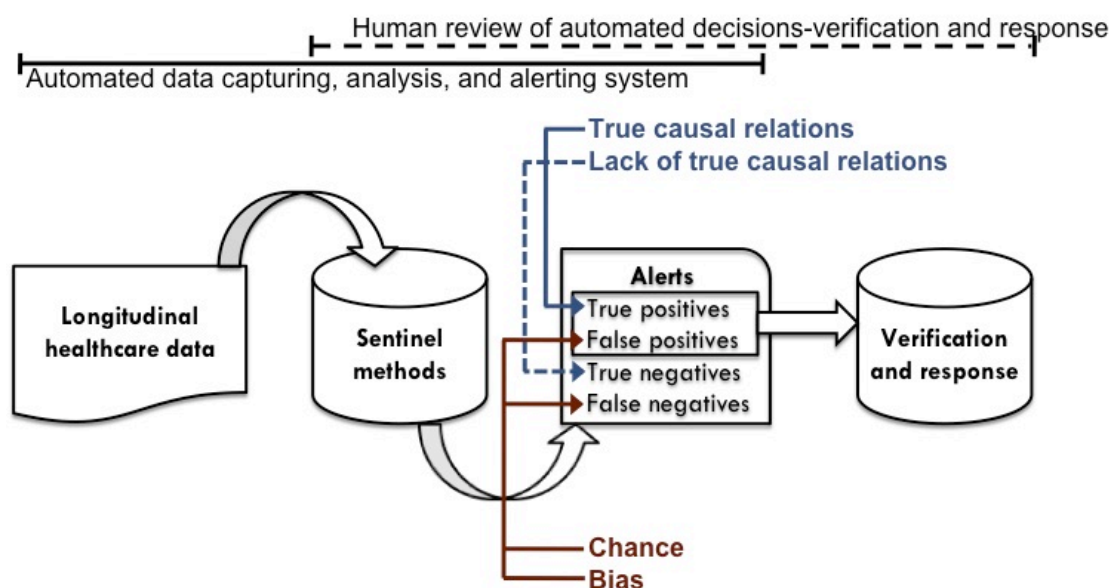 Human review of automated decisions-verification and response
Automated data capturing, analysis, and alerting system
True causal relations
Lack of true causal relations
Longitudinal
healthcare data
Sentinel
methods
Alerts
True positives
False positives
True negatives
False negatives
Verification
and response
Chance
Bias